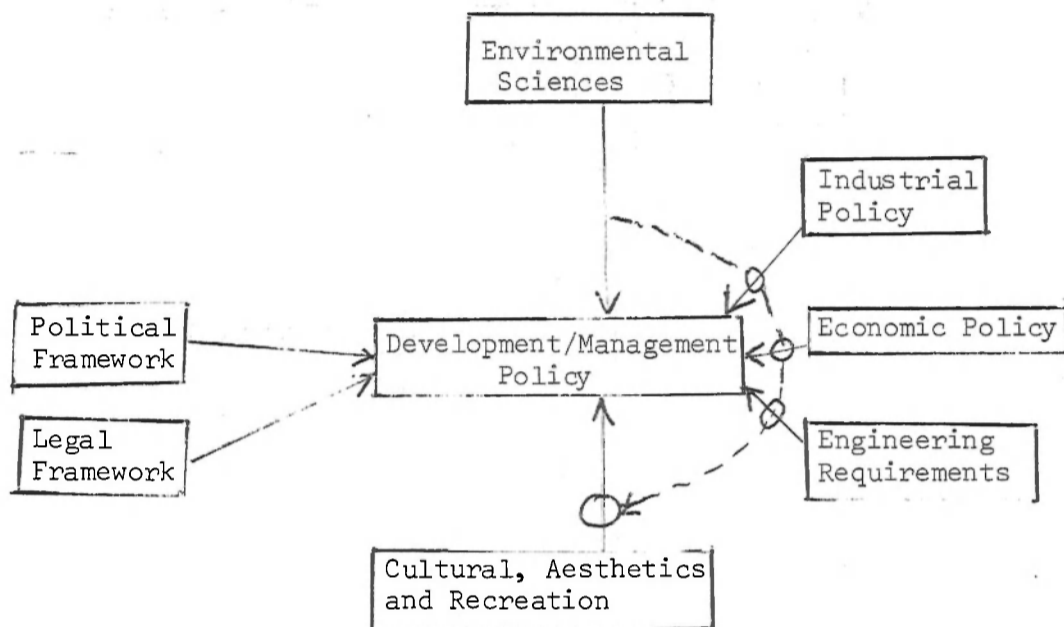 Environmental
Sciences
Industrial
Policy
Political
Framework
Development/Management
Policy
Economic Policy
Legal
Framework
Engineering
Requirements
Cultural, Aesthetics
and Recreation